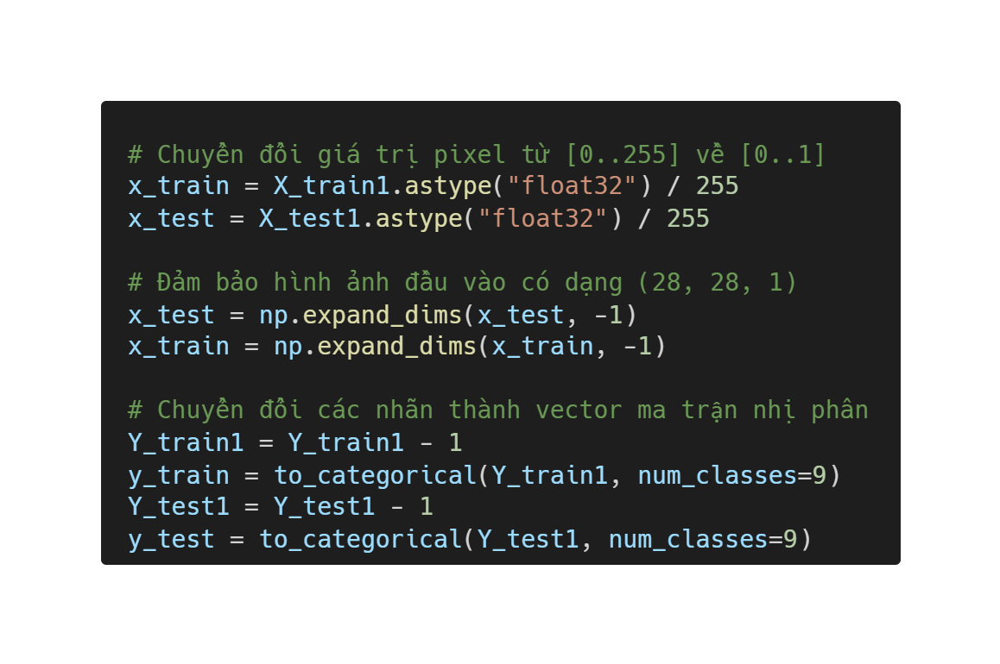 # Chuyển đổi giá trị pixel từ [0..255] về [0..1]
x_train = X_train1.astype("float32") / 255
x_test = X_test1.astype("float32") / 255
# Đảm bảo hình ảnh đầu vào có dạng (28, 28, 1)
x_test = np.expand_dims(x_test, -1)
x_train = np.expand_dims(x_train, -1)
# Chuyển đổi các nhãn thành vector ma trận nhị phân
Y_train1 = Y_train1 - 1
y_train = to_categorical(Y_train1, num_classes=9)
Y_test1 = Y_test1 - 1
y_test = to_categorical(Y_test1, num_classes=9)